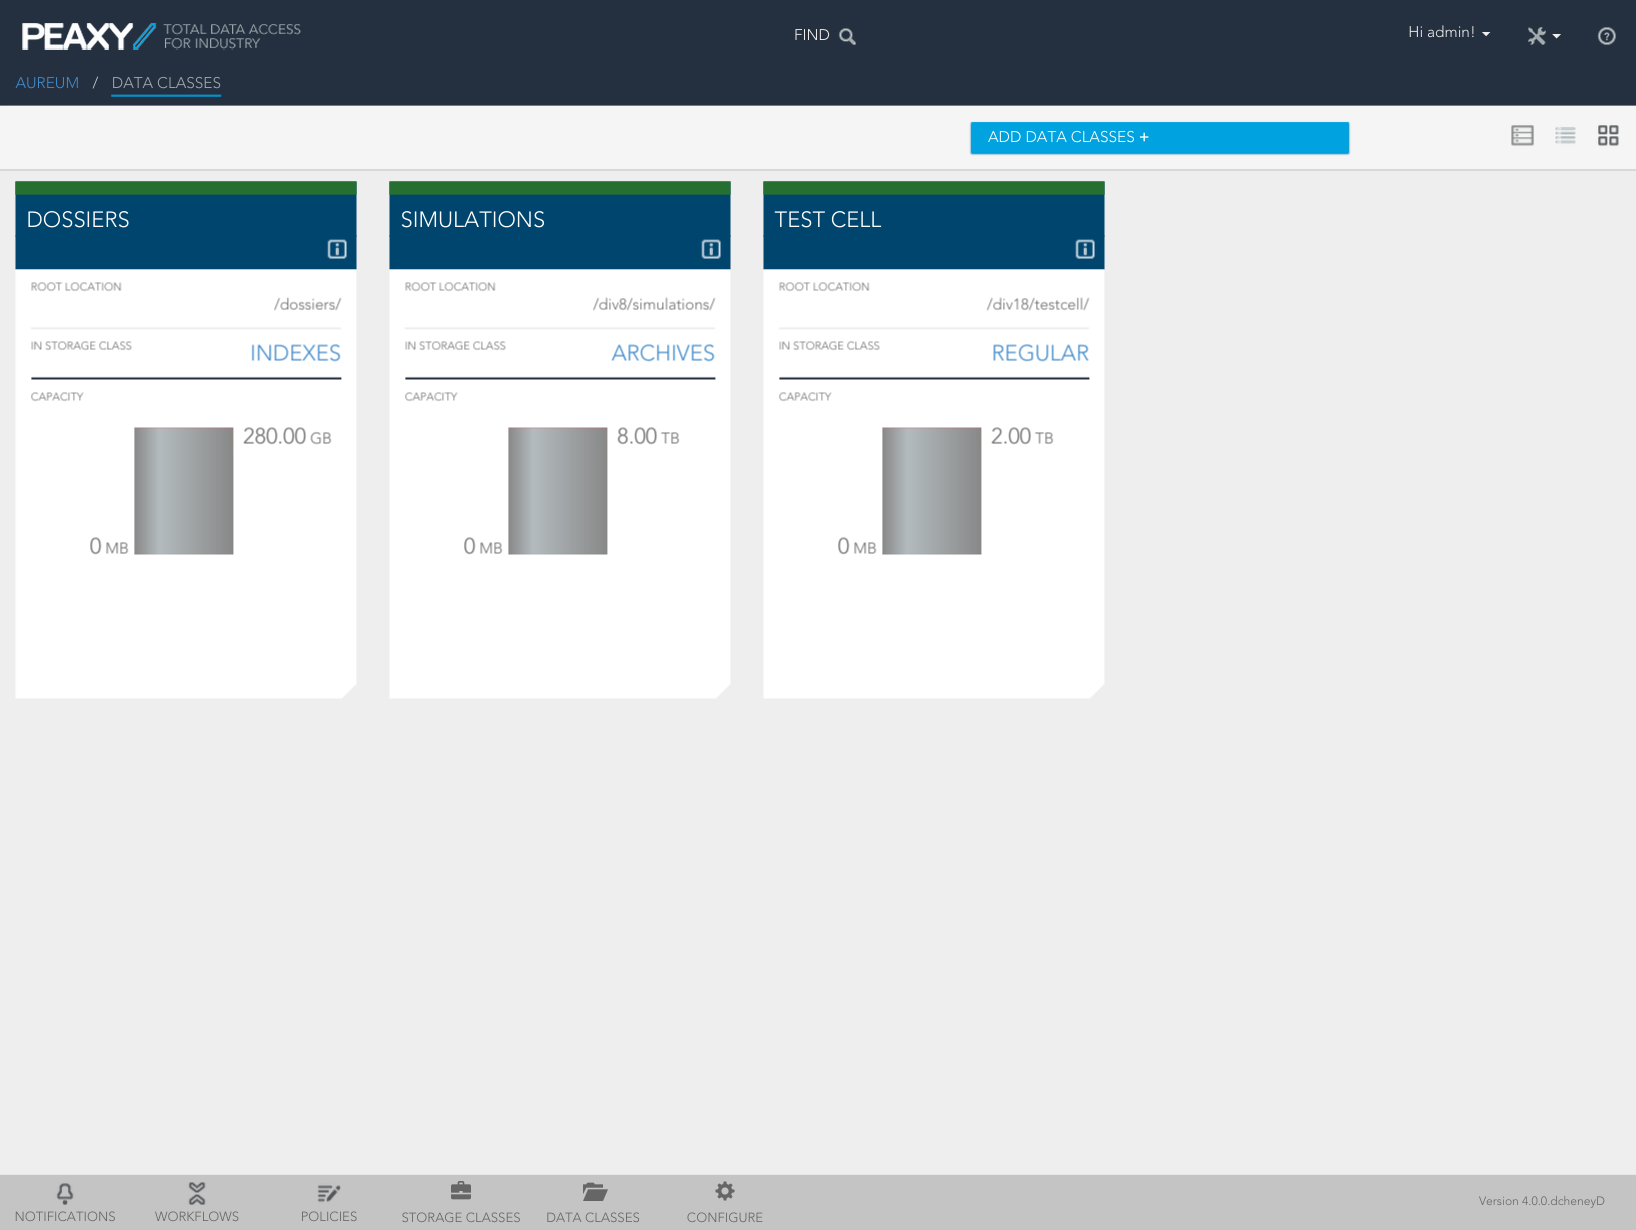 PEAXY TOTAL DATA ACCESS
FOR INDUSTRY
FIND
Hi admin!
AUREUM / DATA CLASSES
ADD DATA CLASSES +
DOSSIERS
ROOT LOCATION
/dossiers/
IN STORAGE CLASS
INDEXES
CAPACITY
280.00 GB
0 MB
SIMULATIONS
ROOT LOCATION
/div8/simulations/
IN STORAGE CLASS
ARCHIVES
CAPACITY
8.00 TB
0 MB
TEST CELL
ROOT LOCATION
/div18/testcell/
IN STORAGE CLASS
REGULAR
CAPACITY
2.00 TB
0 MB
NOTIFICATIONS
WORKFLOWS
POLICIES
STORAGE CLASSES
DATA CLASSES
CONFIGURE
Version 4.0.0.dcheneyD